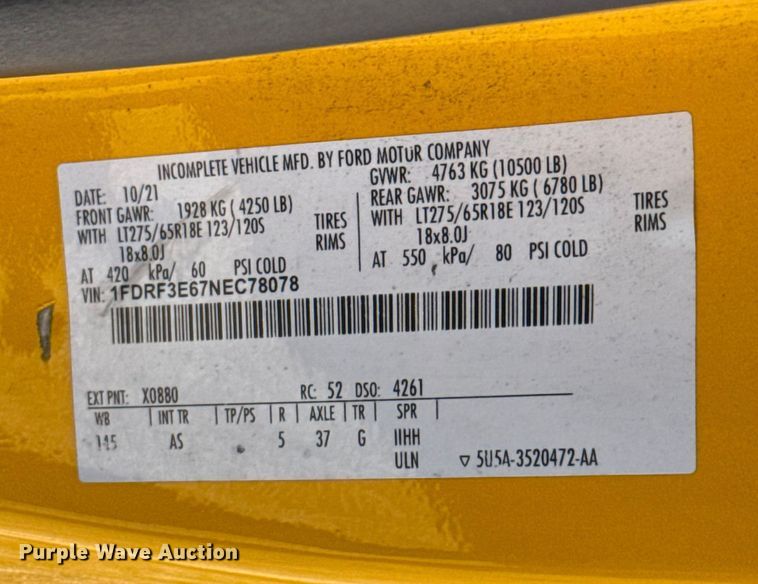 INCOMPLETE VEHICLE MFD. BY FORD MOTOR COMPANY
DATE: 10/21 GVWR: 4763 KG (10500 LB)
FRONT GAWR: 1928 KG ( 4250 LB) REAR GAWR: 3075 KG ( 6780 LB)
WITH LT275/65R18E 123/120S TIRES WITH LT275/65R18E 123/120S TIRES
18x8.0J RIMS 18x8.0J RIMS
AT 420 kPa/ 60 PSI COLD AT 550 kPa/ 80 PSI COLD
VIN: 1FDRF3E67NEC78078
EXT PNT: X0880 RC: 52 DSO: 4261
WB | INT TR | TP/PS | R | AXLE | TR | SPR |
145 AS 5 37 G IIHH
ULN ▽ 5U5A-3520472-AA
Purple Wave Auction